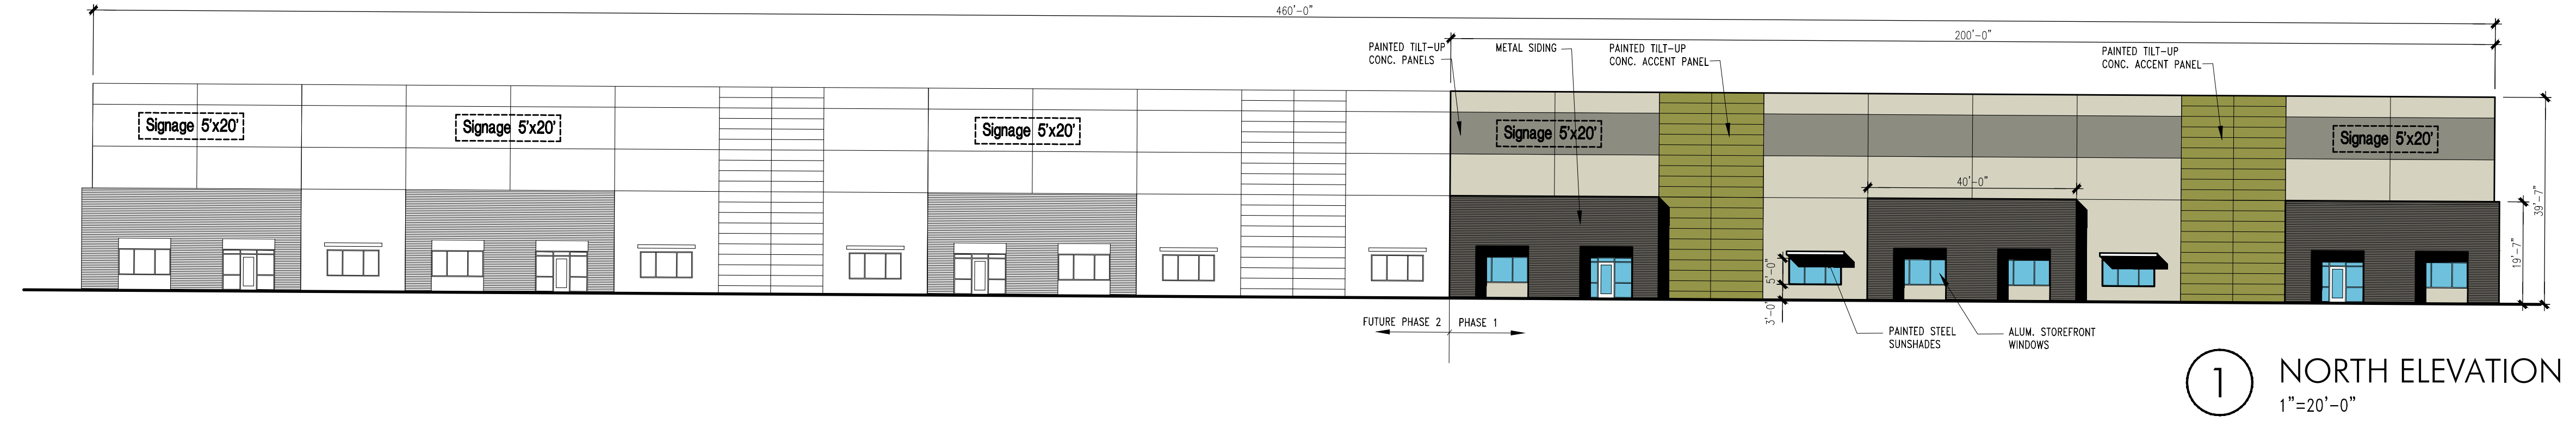 460'-0"
200'-0"
PAINTED TILT-UP
CONC. PANELS
METAL SIDING
PAINTED TILT-UP
CONC. ACCENT PANEL
PAINTED TILT-UP
CONC. ACCENT PANEL
Signage 5'x20'
Signage 5'x20'
Signage 5'x20'
Signage 5'x20'
Signage 5'x20'
40'-0"
39'-7"
19'-7"
5'-0"
3'-0"
FUTURE PHASE 2
PHASE 1
PAINTED STEEL
SUNSHADES
ALUM. STOREFRONT
WINDOWS
1
NORTH ELEVATION
1"=20'-0"